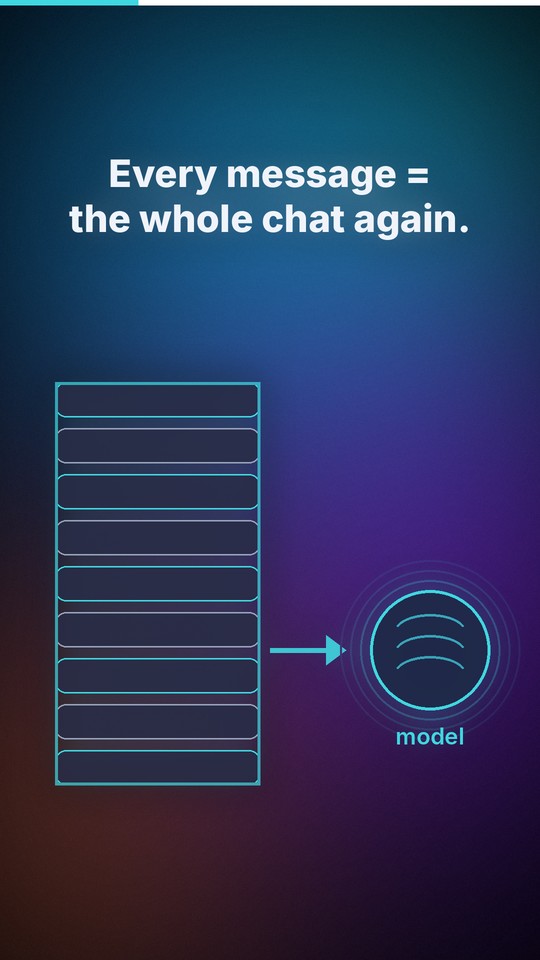 Every message =
the whole chat again.
model